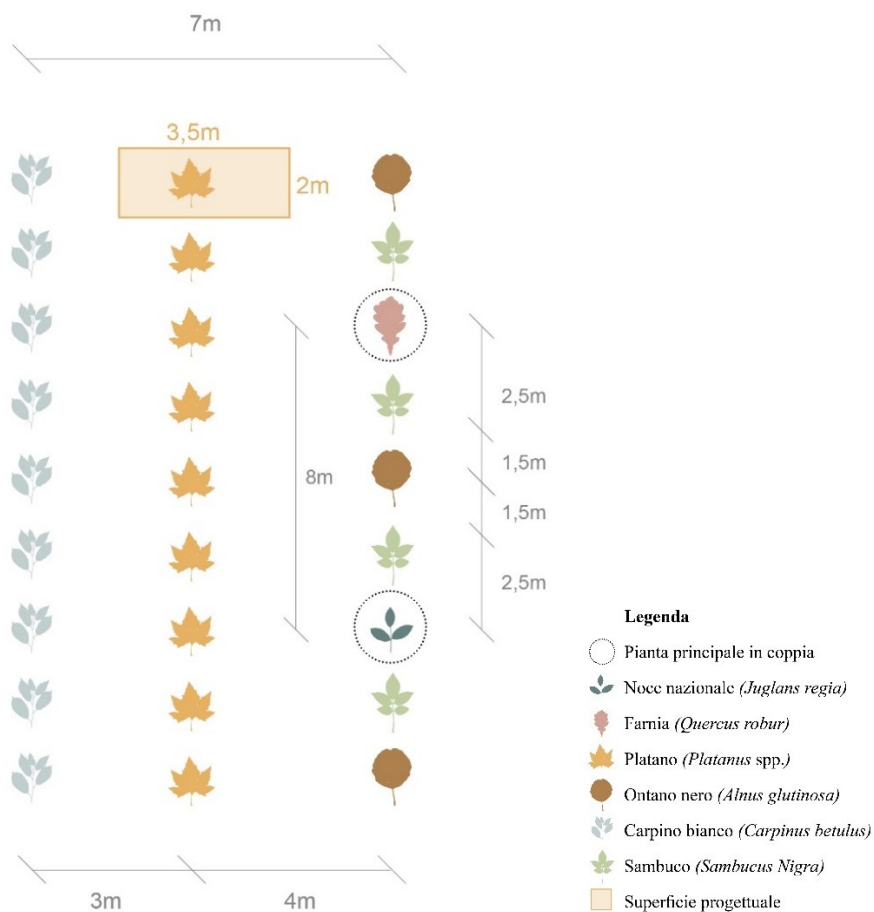 7m
3,5m
2m
8m
2,5m
1,5m
1,5m
2,5m
3m
4m
Legenda
Pianta principale in coppia
Noce nazionale (Juglans regia)
Farnia (Quercus robur)
Platano (Platanus spp.)
Ontano nero (Alnus glutinosa)
Carpino bianco (Carpinus betulus)
Sambuco (Sambucus Nigra)
Superficie progettuale